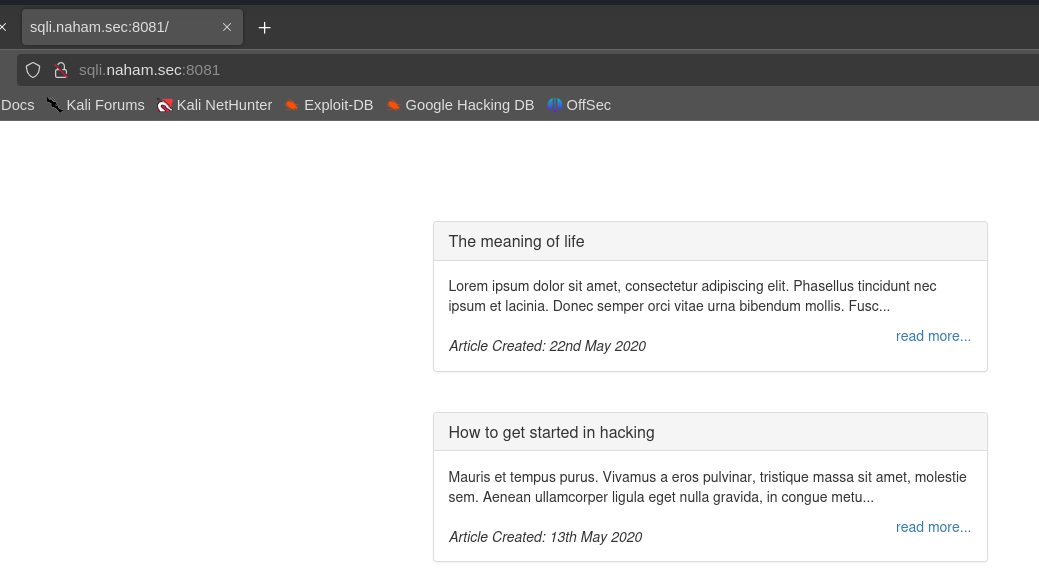 sqli.naham.sec:8081/
sqli.naham.sec:8081
Docs Kali Forums Kali NetHunter Exploit-DB Google Hacking DB OffSec
The meaning of life
Lorem ipsum dolor sit amet, consectetur adipiscing elit. Phasellus tincidunt nec
ipsum et lacinia. Donec semper orci vitae urna bibendum mollis. Fusc...
read more...
Article Created: 22nd May 2020
How to get started in hacking
Mauris et tempus purus. Vivamus a eros pulvinar, tristique massa sit amet, molestie
sem. Aenean ullamcorper ligula eget nulla gravida, in congue metu...
read more...
Article Created: 13th May 2020